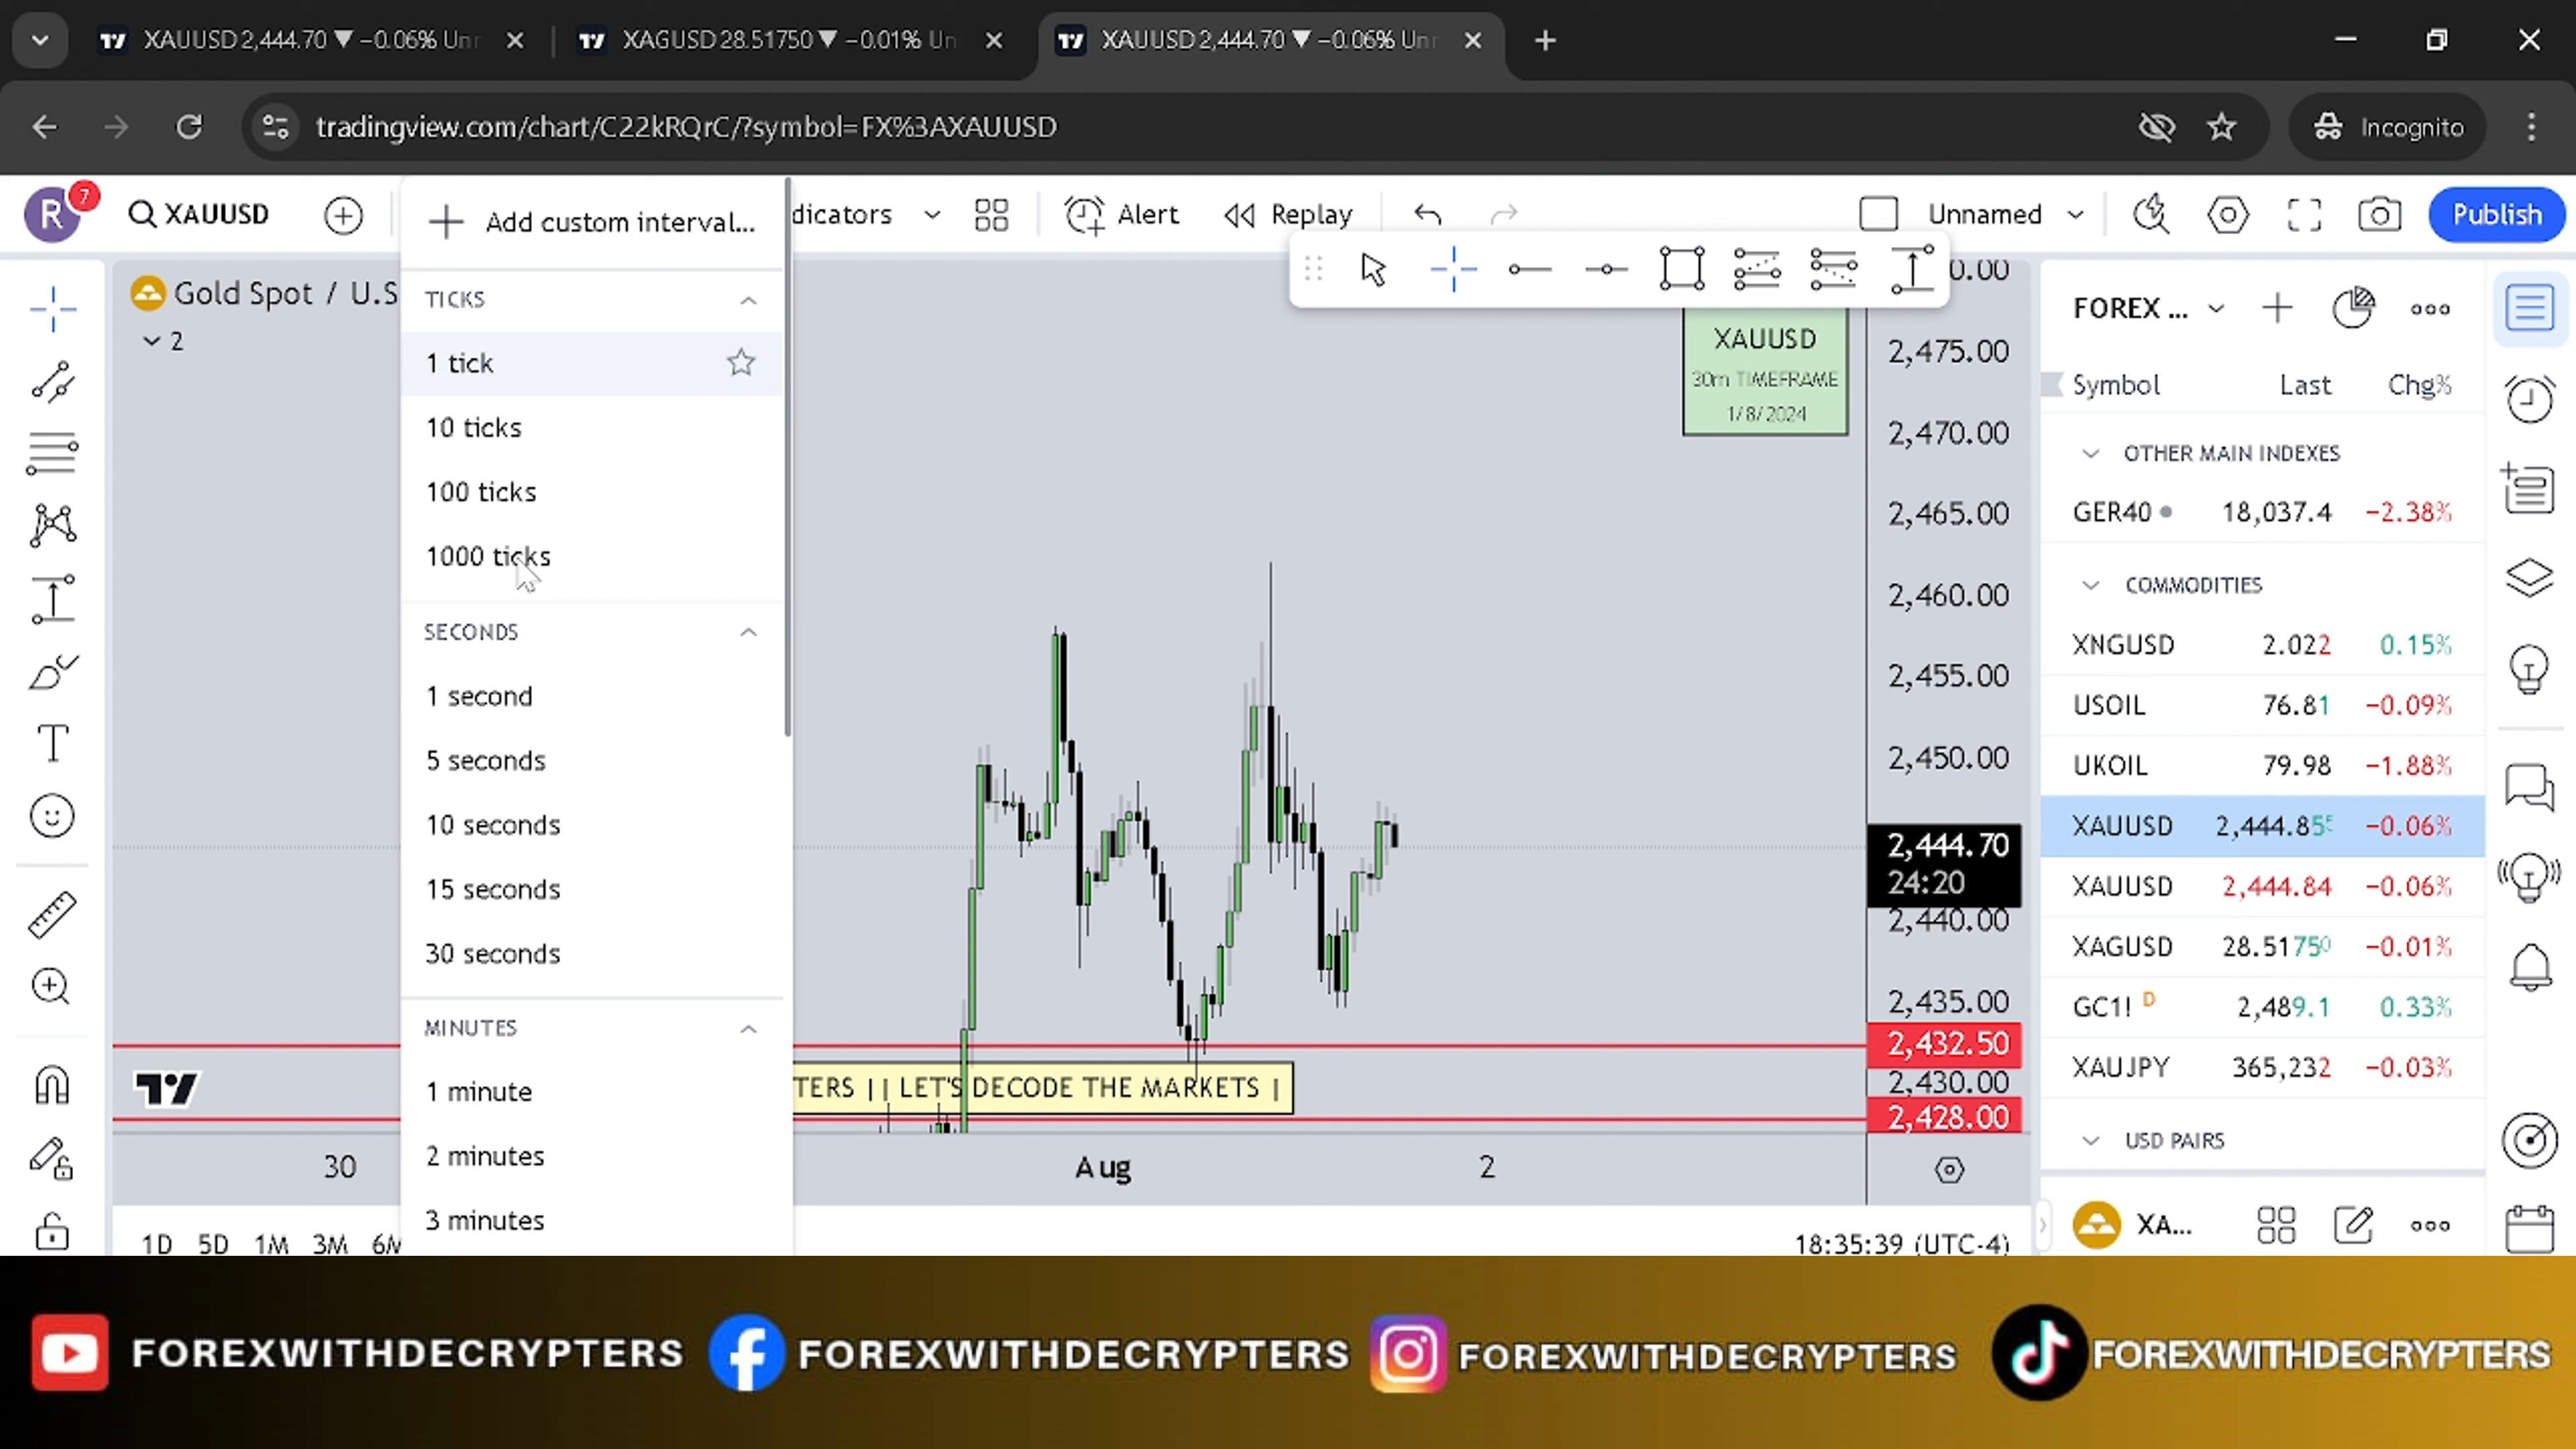 XAUUSD 2,444.70 ▼ −0.06% Un
XAGUSD 28.51750 ▼ −0.01% Un
XAUUSD 2,444.70 ▼ −0.06% Un
tradingview.com/chart/C22kRQrC/?symbol=FX%3AXAUUSD
Incognito
R
7
XAUUSD
dicators
Alert
Replay
Unnamed
Publish
Add custom interval...
TICKS
1 tick
10 ticks
100 ticks
1000 ticks
SECONDS
1 second
5 seconds
10 seconds
15 seconds
30 seconds
MINUTES
1 minute
2 minutes
3 minutes
Gold Spot / U.S
2
XAUUSD
30m TIMEFRAME
1/8/2024
2,475.00
2,470.00
2,465.00
2,460.00
2,455.00
2,450.00
2,444.70
24:20
2,440.00
2,435.00
2,432.50
2,430.00
2,428.00
TERS || LET'S DECODE THE MARKETS |
30
Aug
2
1D 5D 1M 3M 6M
18:35:39 (UTC-4)
FOREX ...
Symbol Last Chg%
OTHER MAIN INDEXES
GER40 18,037.4 −2.38%
COMMODITIES
XNGUSD 2.022 0.15%
USOIL 76.81 −0.09%
UKOIL 79.98 −1.88%
XAUUSD 2,444.855 −0.06%
XAUUSD 2,444.84 −0.06%
XAGUSD 28.51750 −0.01%
GC1! D 2,489.1 0.33%
XAUJPY 365,232 −0.03%
USD PAIRS
XA...
FOREXWITHDECRYPTERS
FOREXWITHDECRYPTERS
FOREXWITHDECRYPTERS
FOREXWITHDECRYPTERS